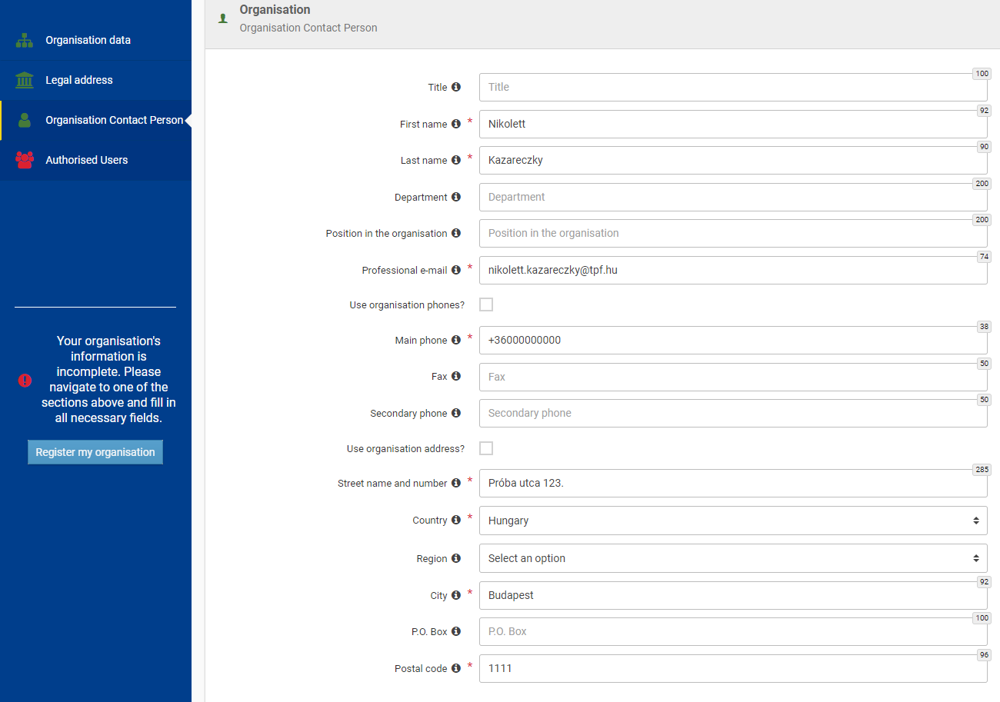 Organisation data
Legal address
Organisation Contact Person
Authorised Users
Your organisation's
information is
incomplete. Please
navigate to one of the
sections above and fill in
all necessary fields.
Register my organisation
Organisation
Organisation Contact Person
100
Title Title
92
First name * Nikolett
90
Last name * Kazareczky
200
Department Department
200
Position in the organisation Position in the organisation
74
Professional e-mail * nikolett.kazareczky@tpf.hu
Use organisation phones?
38
Main phone * +36000000000
50
Fax Fax
50
Secondary phone Secondary phone
Use organisation address?
285
Street name and number * Próba utca 123.
Country * Hungary
Region Select an option
92
City * Budapest
100
P.O. Box P.O. Box
96
Postal code * 1111